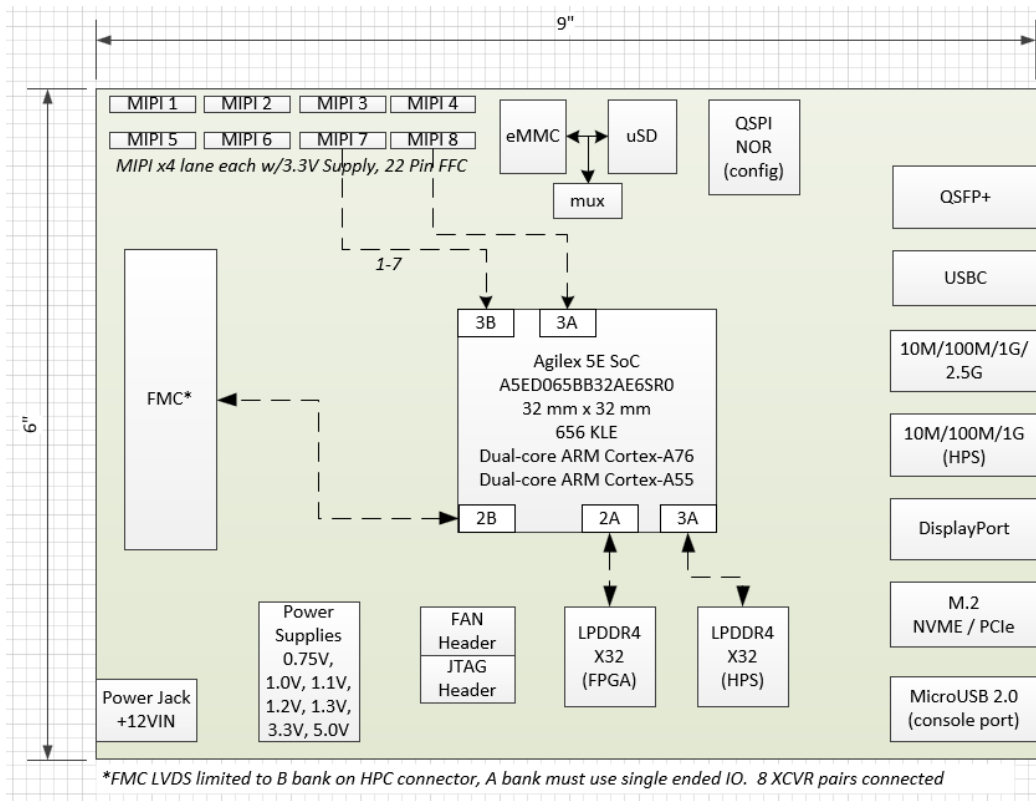 9"
6"
MIPI 1 MIPI 2 MIPI 3 MIPI 4
MIPI 5 MIPI 6 MIPI 7 MIPI 8
MIPI x4 lane each w/3.3V Supply, 22 Pin FFC
eMMC
uSD
mux
QSPI
NOR
(config)
QSFP+
USBC
10M/100M/1G/
2.5G
10M/100M/1G
(HPS)
DisplayPort
M.2
NVME / PCIe
MicroUSB 2.0
(console port)
1-7
FMC*
3B
3A
Agilex 5E SoC
A5ED065BB32AE6SR0
32 mm x 32 mm
656 KLE
Dual-core ARM Cortex-A76
Dual-core ARM Cortex-A55
2B
2A
3A
Power
Supplies
0.75V,
1.0V, 1.1V,
1.2V, 1.3V,
3.3V, 5.0V
FAN
Header
JTAG
Header
LPDDR4
X32
(FPGA)
LPDDR4
X32
(HPS)
Power Jack
+12VIN
*FMC LVDS limited to B bank on HPC connector, A bank must use single ended IO. 8 XCVR pairs connected